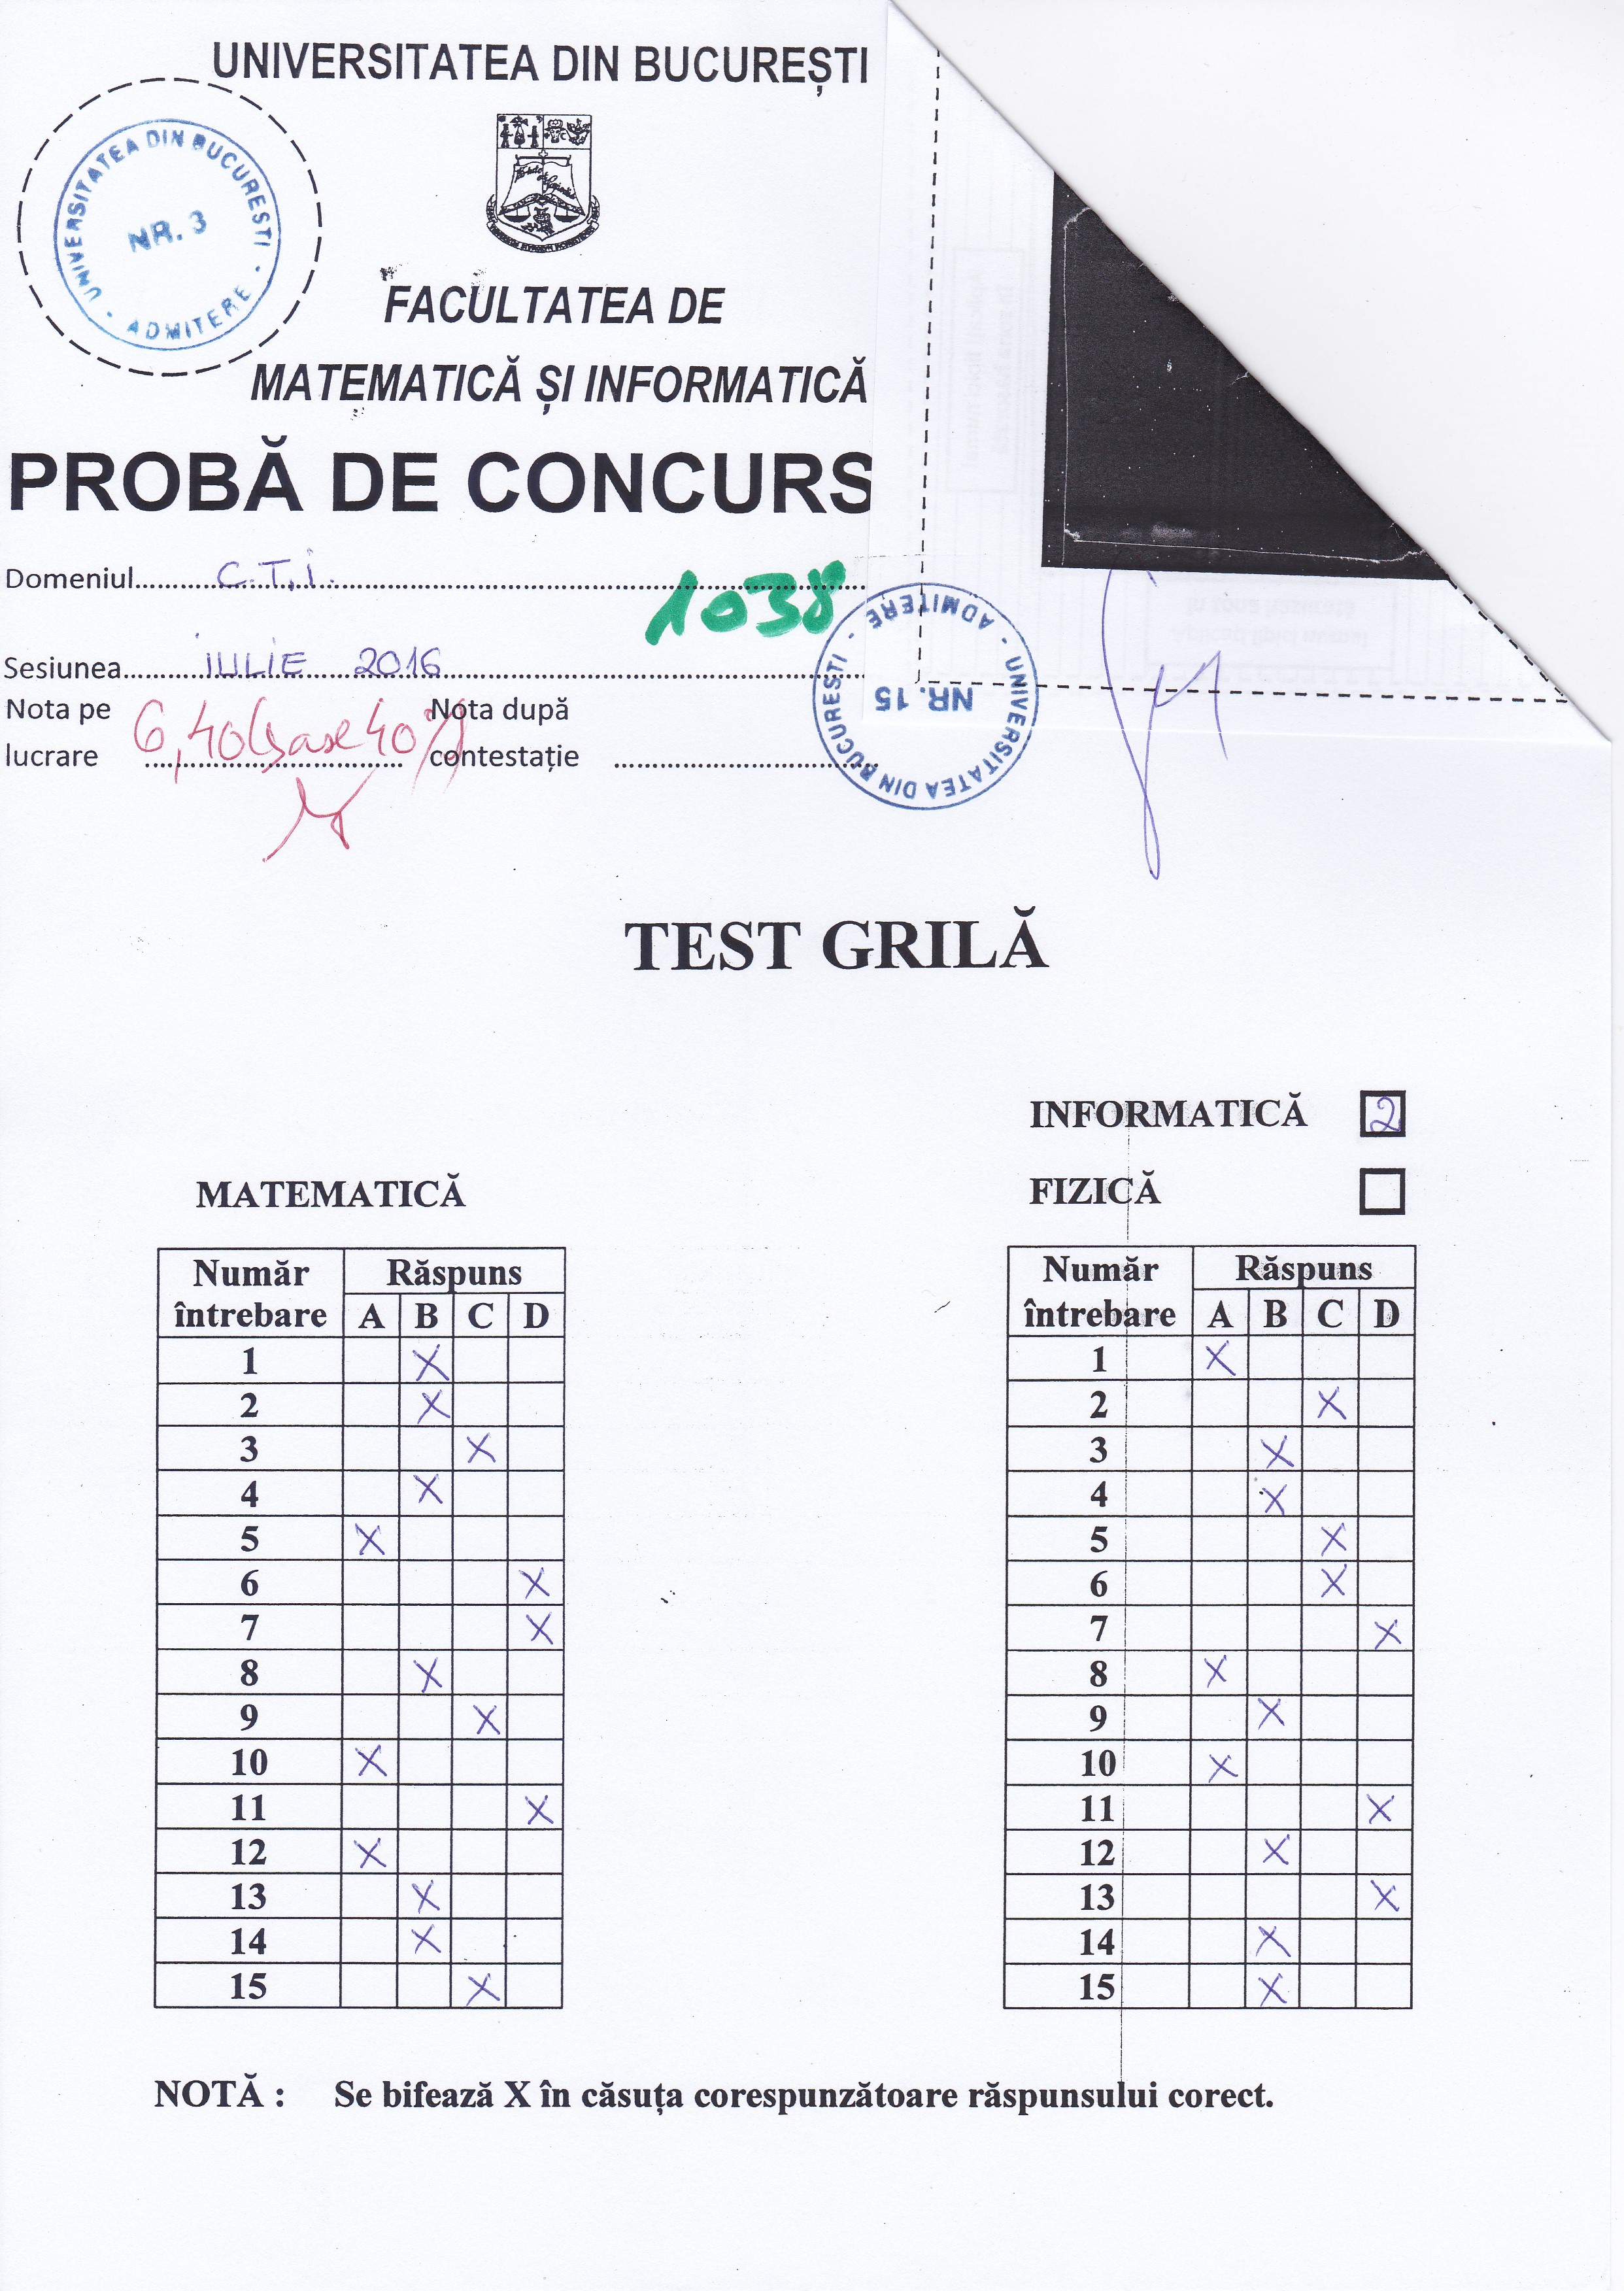 UNIVERSITATEA DIN BUCUREȘTI
UNIVERSITATEA DIN BUCURESTI - ADMITERE -
NR. 3
FACULTATEA DE
MATEMATICĂ ȘI INFORMATICĂ
PROBĂ DE CONCURS
Domeniul C.T.i.
1038
Sesiunea iULiE 2016
Nota pe lucrare 6,40 (șase 40%)
Nota după contestație
UNIVERSITATEA DIN BUCURESTI - ADMITERE -
NR. 15
TEST GRILĂ
INFORMATICĂ 2
FIZICĂ
MATEMATICĂ
Număr întrebare Răspuns
A B C D
1 X
2 X
3 X
4 X
5 X
6 X
7 X
8 X
9 X
10 X
11 X
12 X
13 X
14 X
15 X
Număr întrebare Răspuns
A B C D
1 X
2 X
3 X
4 X
5 X
6 X
7 X
8 X
9 X
10 X
11 X
12 X
13 X
14 X
15 X
NOTĂ : Se bifează X în căsuța corespunzătoare răspunsului corect.